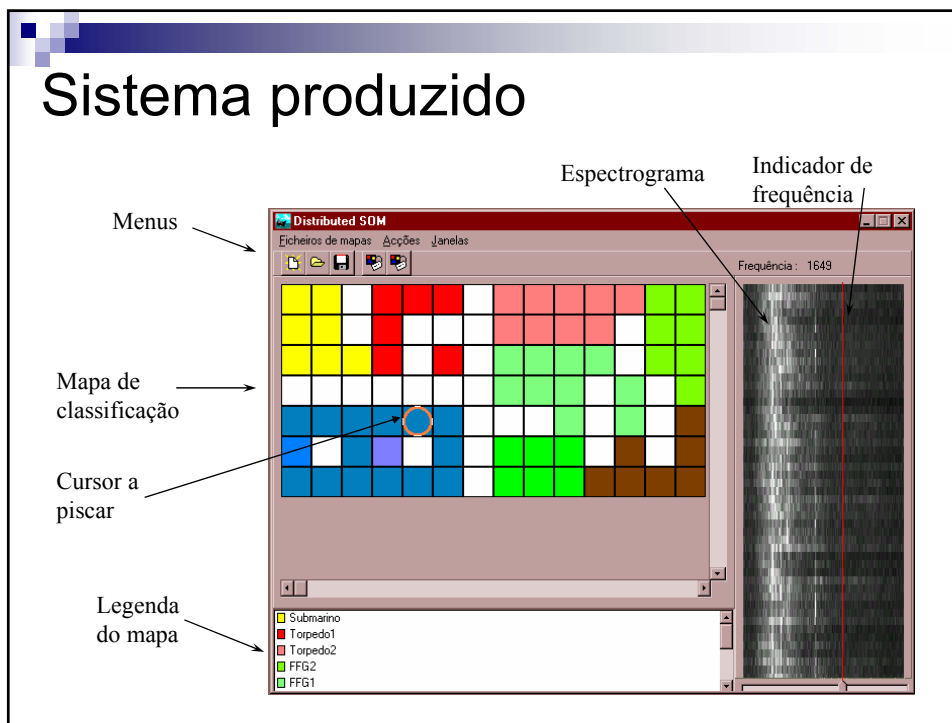 Sistema produzido
Espectrograma
Indicador de
frequência
Menus
Distributed SOM
Ficheiros de mapas Acções Janelas
Frequência : 1649
Mapa de
classificação
Cursor a
piscar
Legenda
do mapa
Submarino
Torpedo1
Torpedo2
FFG2
FFG1